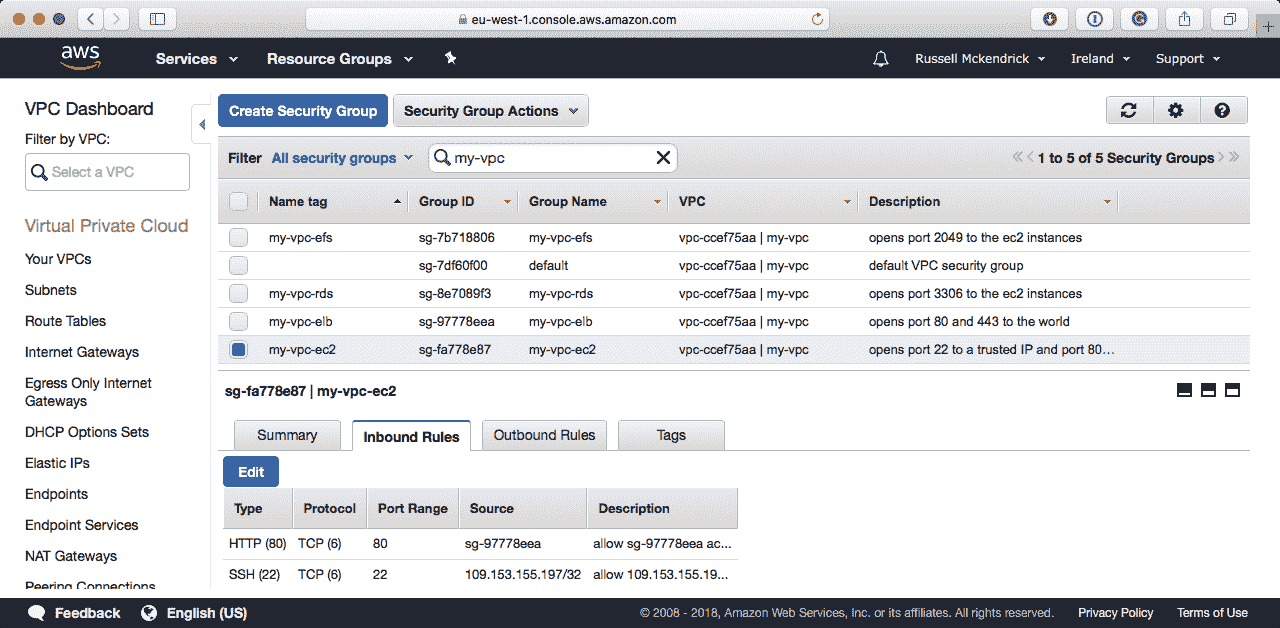 eu-west-1.console.aws.amazon.com
aws Services Resource Groups Russell Mckendrick Ireland Support
VPC Dashboard
Filter by VPC:
Select a VPC
Virtual Private Cloud
Your VPCs
Subnets
Route Tables
Internet Gateways
Egress Only Internet
Gateways
DHCP Options Sets
Elastic IPs
Endpoints
Endpoint Services
NAT Gateways
Peering Connections
Create Security Group Security Group Actions
Filter All security groups my-vpc 1 to 5 of 5 Security Groups
Name tag Group ID Group Name VPC Description
my-vpc-efs sg-7b718806 my-vpc-efs vpc-ccef75aa | my-vpc opens port 2049 to the ec2 instances
sg-7df60f00 default vpc-ccef75aa | my-vpc default VPC security group
my-vpc-rds sg-8e7089f3 my-vpc-rds vpc-ccef75aa | my-vpc opens port 3306 to the ec2 instances
my-vpc-elb sg-97778eea my-vpc-elb vpc-ccef75aa | my-vpc opens port 80 and 443 to the world
my-vpc-ec2 sg-fa778e87 my-vpc-ec2 vpc-ccef75aa | my-vpc opens port 22 to a trusted IP and port 80…
sg-fa778e87 | my-vpc-ec2
Summary Inbound Rules Outbound Rules Tags
Edit
Type Protocol Port Range Source Description
HTTP (80) TCP (6) 80 sg-97778eea allow sg-97778eea ac...
SSH (22) TCP (6) 22 109.153.155.197/32 allow 109.153.155.19...
Feedback English (US) © 2008 - 2018, Amazon Web Services, Inc. or its affiliates. All rights reserved. Privacy Policy Terms of Use